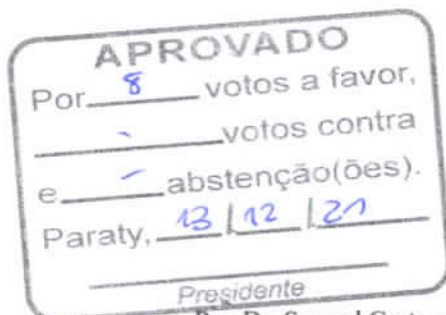 APROVADO
Por 8 votos a favor,
- votos contra
e - abstenção(ões).
Paraty, 13/12/21
Presidente